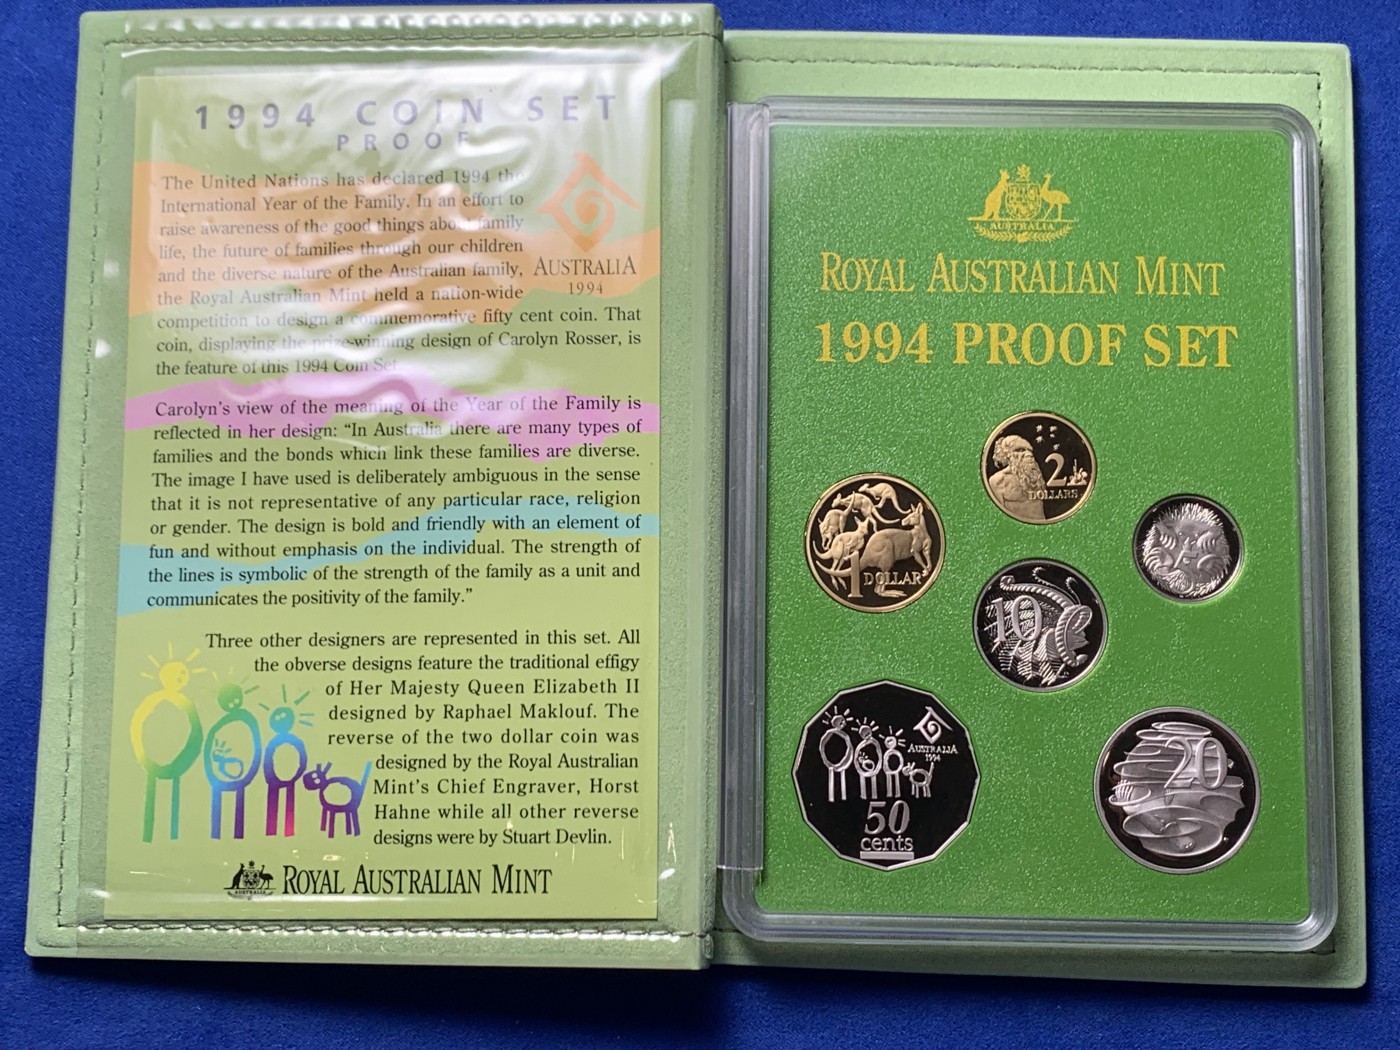 1994 COIN SET
PROOF
The United Nations has declared 1994 the
International Year of the Family. In an effort to
raise awareness of the good things about family
life, the future of families through our children
and the diverse nature of the Australian family,
the Royal Australian Mint held a nation-wide
competition to design a commemorative fifty cent coin. That
coin, displaying the prize-winning design of Carolyn Rosser, is
the feature of this 1994 Coin Set.
AUSTRALIA
1994
Carolyn's view of the meaning of the Year of the Family is
reflected in her design: "In Australia there are many types of
families and the bonds which link these families are diverse.
The image I have used is deliberately ambiguous in the sense
that it is not representative of any particular race, religion
or gender. The design is bold and friendly with an element of
fun and without emphasis on the individual. The strength of
the lines is symbolic of the strength of the family as a unit and
communicates the positivity of the family."
Three other designers are represented in this set. All
the obverse designs feature the traditional effigy
of Her Majesty Queen Elizabeth II
designed by Raphael Maklouf. The
reverse of the two dollar coin was
designed by the Royal Australian
Mint's Chief Engraver, Horst
Hahne while all other reverse
designs were by Stuart Devlin.
AUSTRALIA
ROYAL AUSTRALIAN MINT
AUSTRALIA
ROYAL AUSTRALIAN MINT
1994 PROOF SET
2
DOLLARS
1 DOLLAR
5
10
AUSTRALIA
1994
50
cents
20